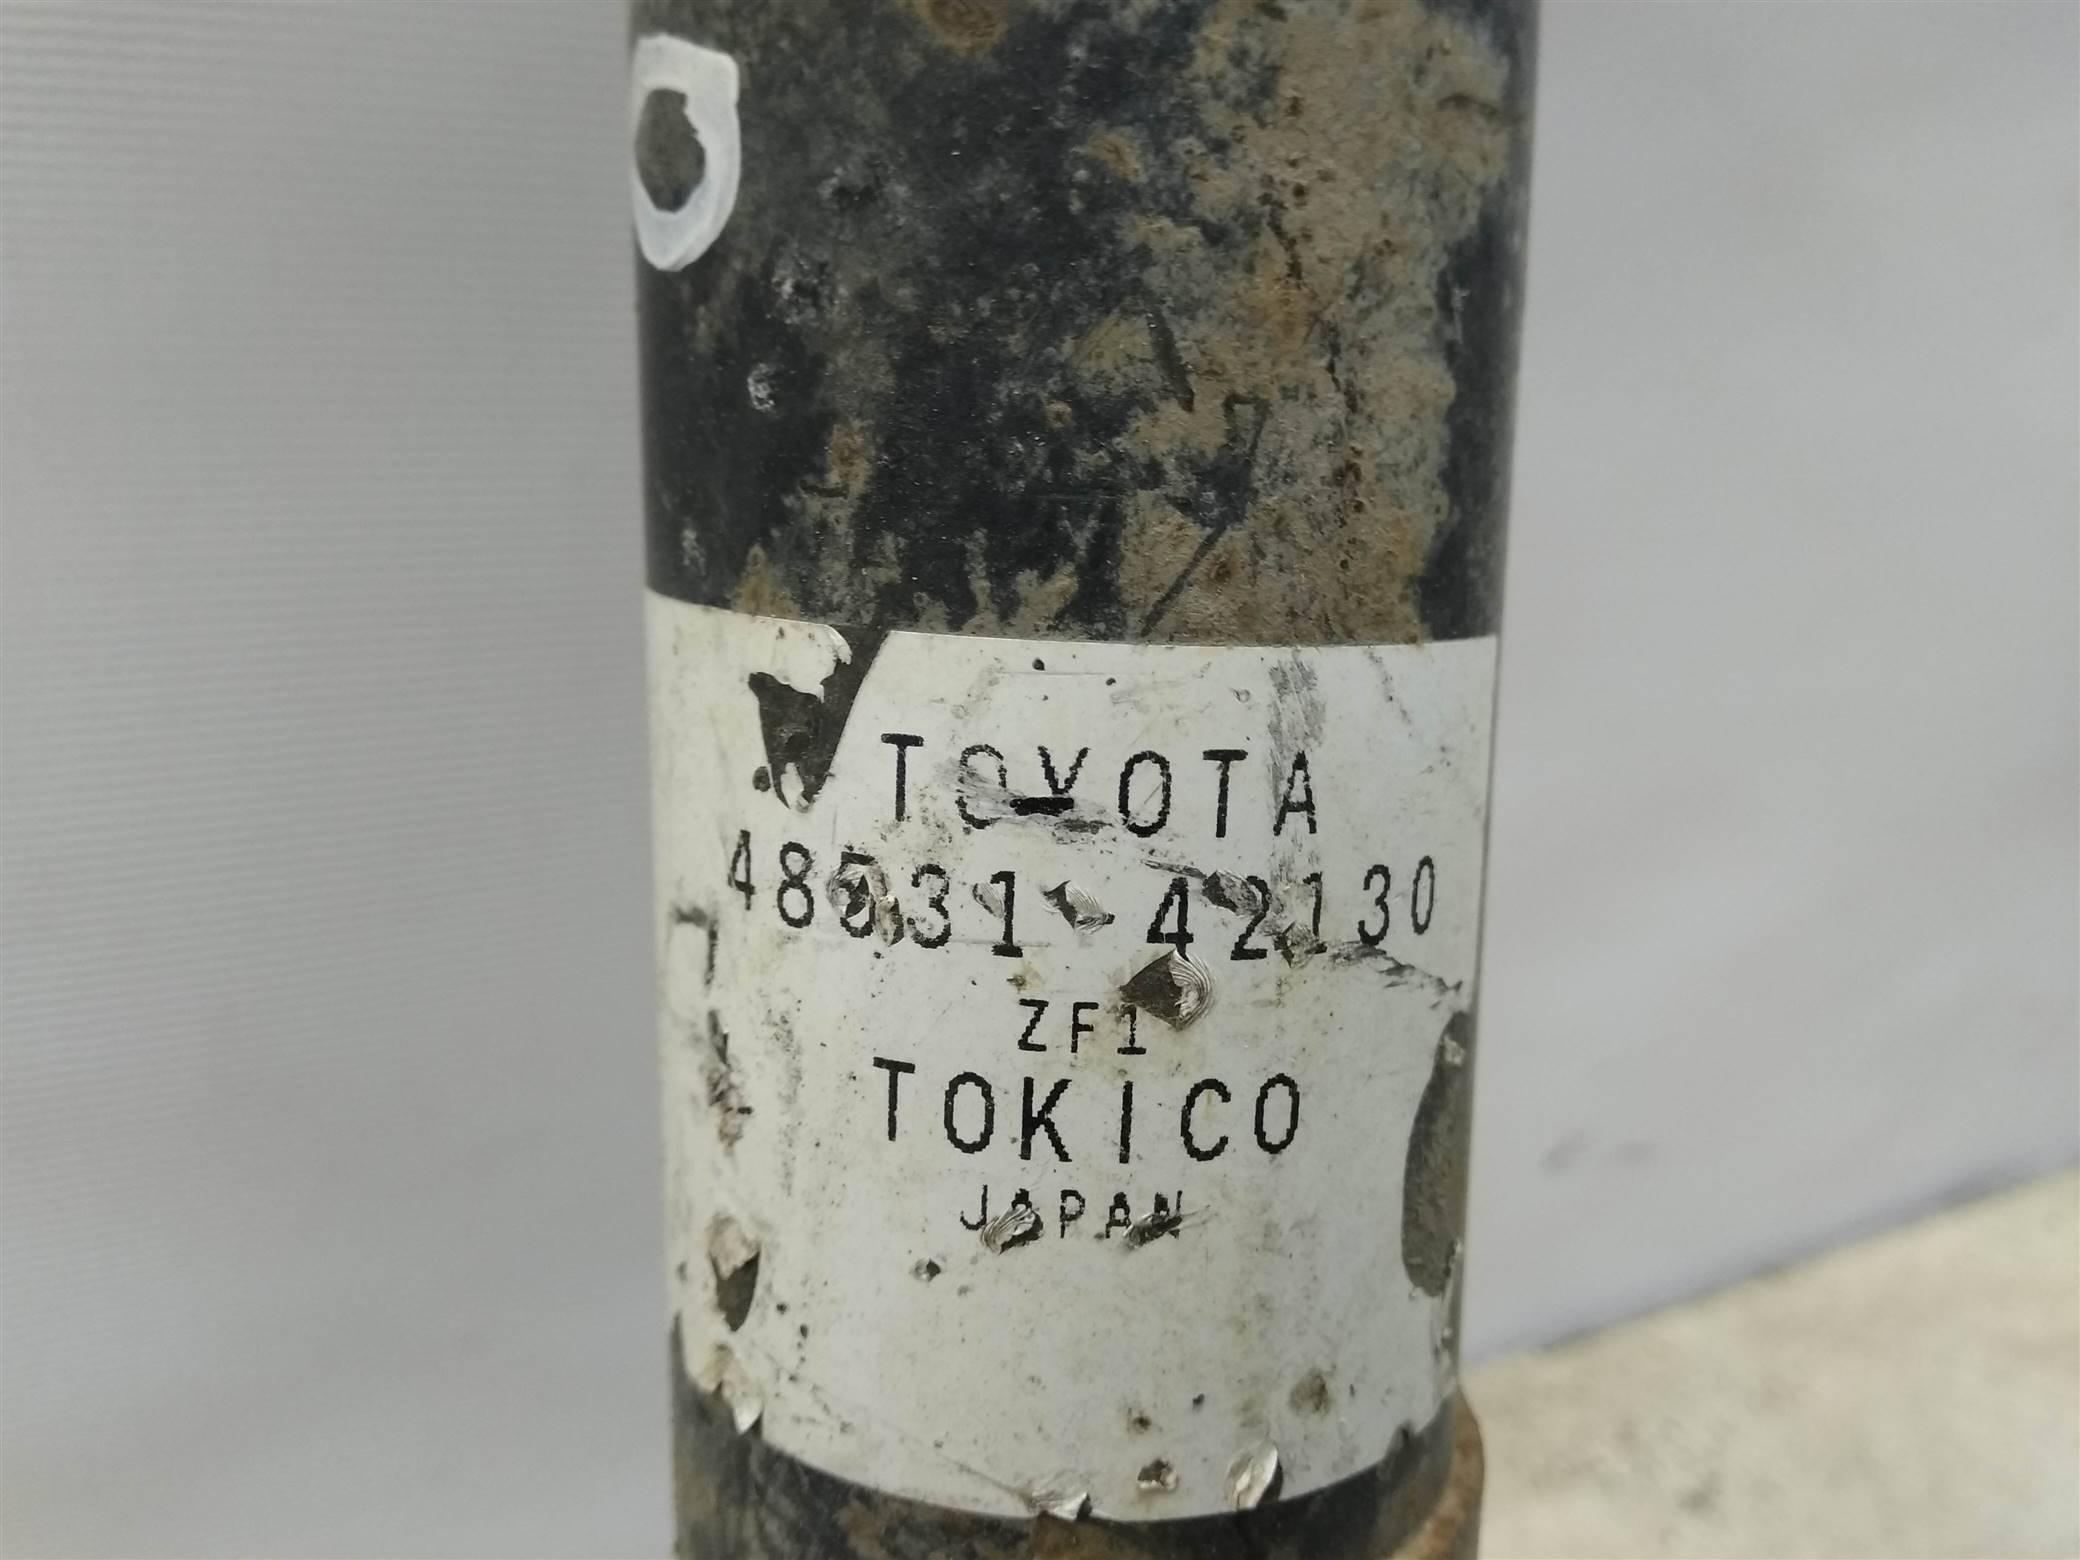 TOYOTA
48531-42130
ZF1
TOKICO
JAPAN